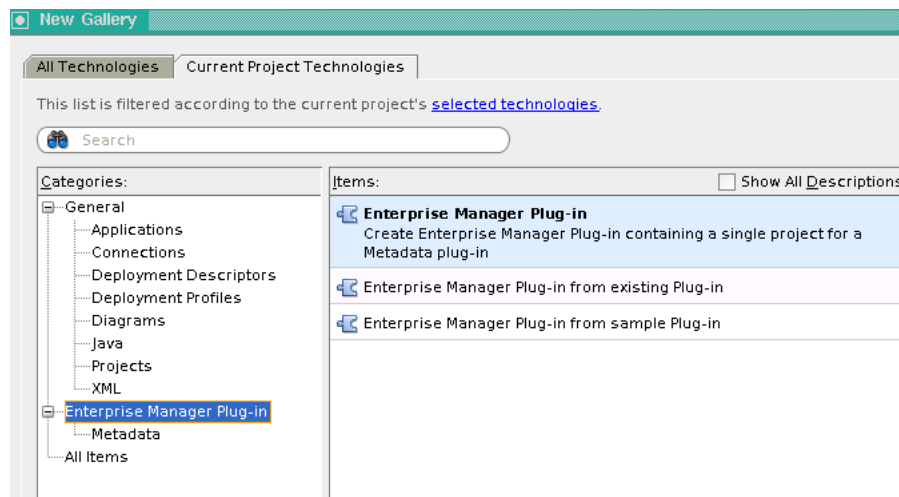 New Gallery
All Technologies
Current Project Technologies
This list is filtered according to the current project's selected technologies.
Search
Categories:
General
Applications
Connections
Deployment Descriptors
Deployment Profiles
Diagrams
Java
Projects
XML
Enterprise Manager Plug-in
Metadata
All Items
Items:
Show All Descriptions
Enterprise Manager Plug-in
Create Enterprise Manager Plug-in containing a single project for a
Metadata plug-in
Enterprise Manager Plug-in from existing Plug-in
Enterprise Manager Plug-in from sample Plug-in